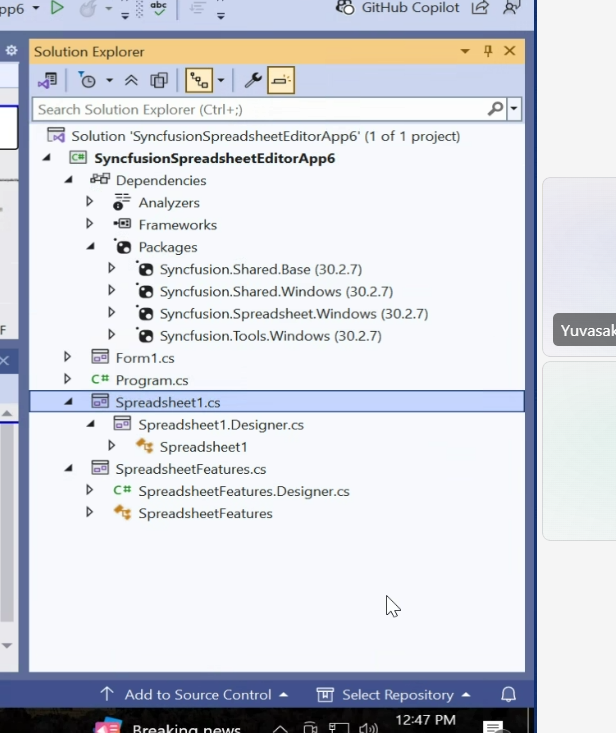 pp6
abc
GitHub Copilot
Solution Explorer
Search Solution Explorer (Ctrl+;)
Solution 'SyncfusionSpreadsheetEditorApp6' (1 of 1 project)
C# SyncfusionSpreadsheetEditorApp6
Dependencies
Analyzers
Frameworks
Packages
Syncfusion.Shared.Base (30.2.7)
Syncfusion.Shared.Windows (30.2.7)
Syncfusion.Spreadsheet.Windows (30.2.7)
Syncfusion.Tools.Windows (30.2.7)
F
Yuvasak
Form1.cs
C# Program.cs
Spreadsheet1.cs
Spreadsheet1.Designer.cs
Spreadsheet1
SpreadsheetFeatures.cs
C# SpreadsheetFeatures.Designer.cs
SpreadsheetFeatures
Add to Source Control
Select Repository
Breaking news
12:47 PM